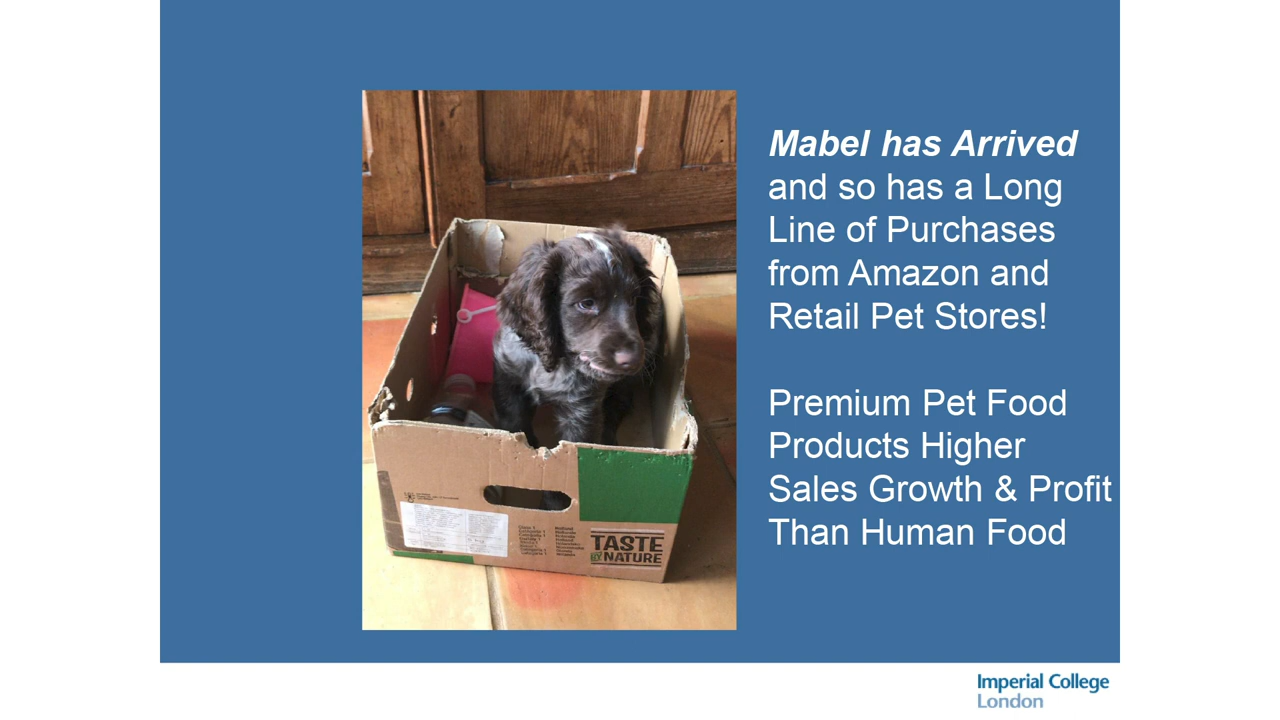 Mabel has Arrived
and so has a Long
Line of Purchases
from Amazon and
Retail Pet Stores!
Premium Pet Food
Products Higher
Sales Growth & Profit
Than Human Food
TASTE
NATURE
Imperial College
London